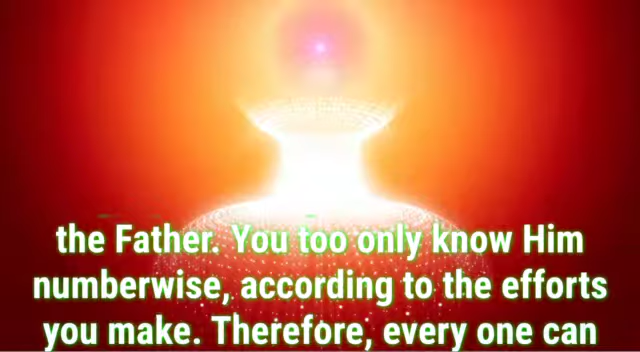 the Father. You too only know Him
numberwise, according to the efforts
you make. Therefore, every one can